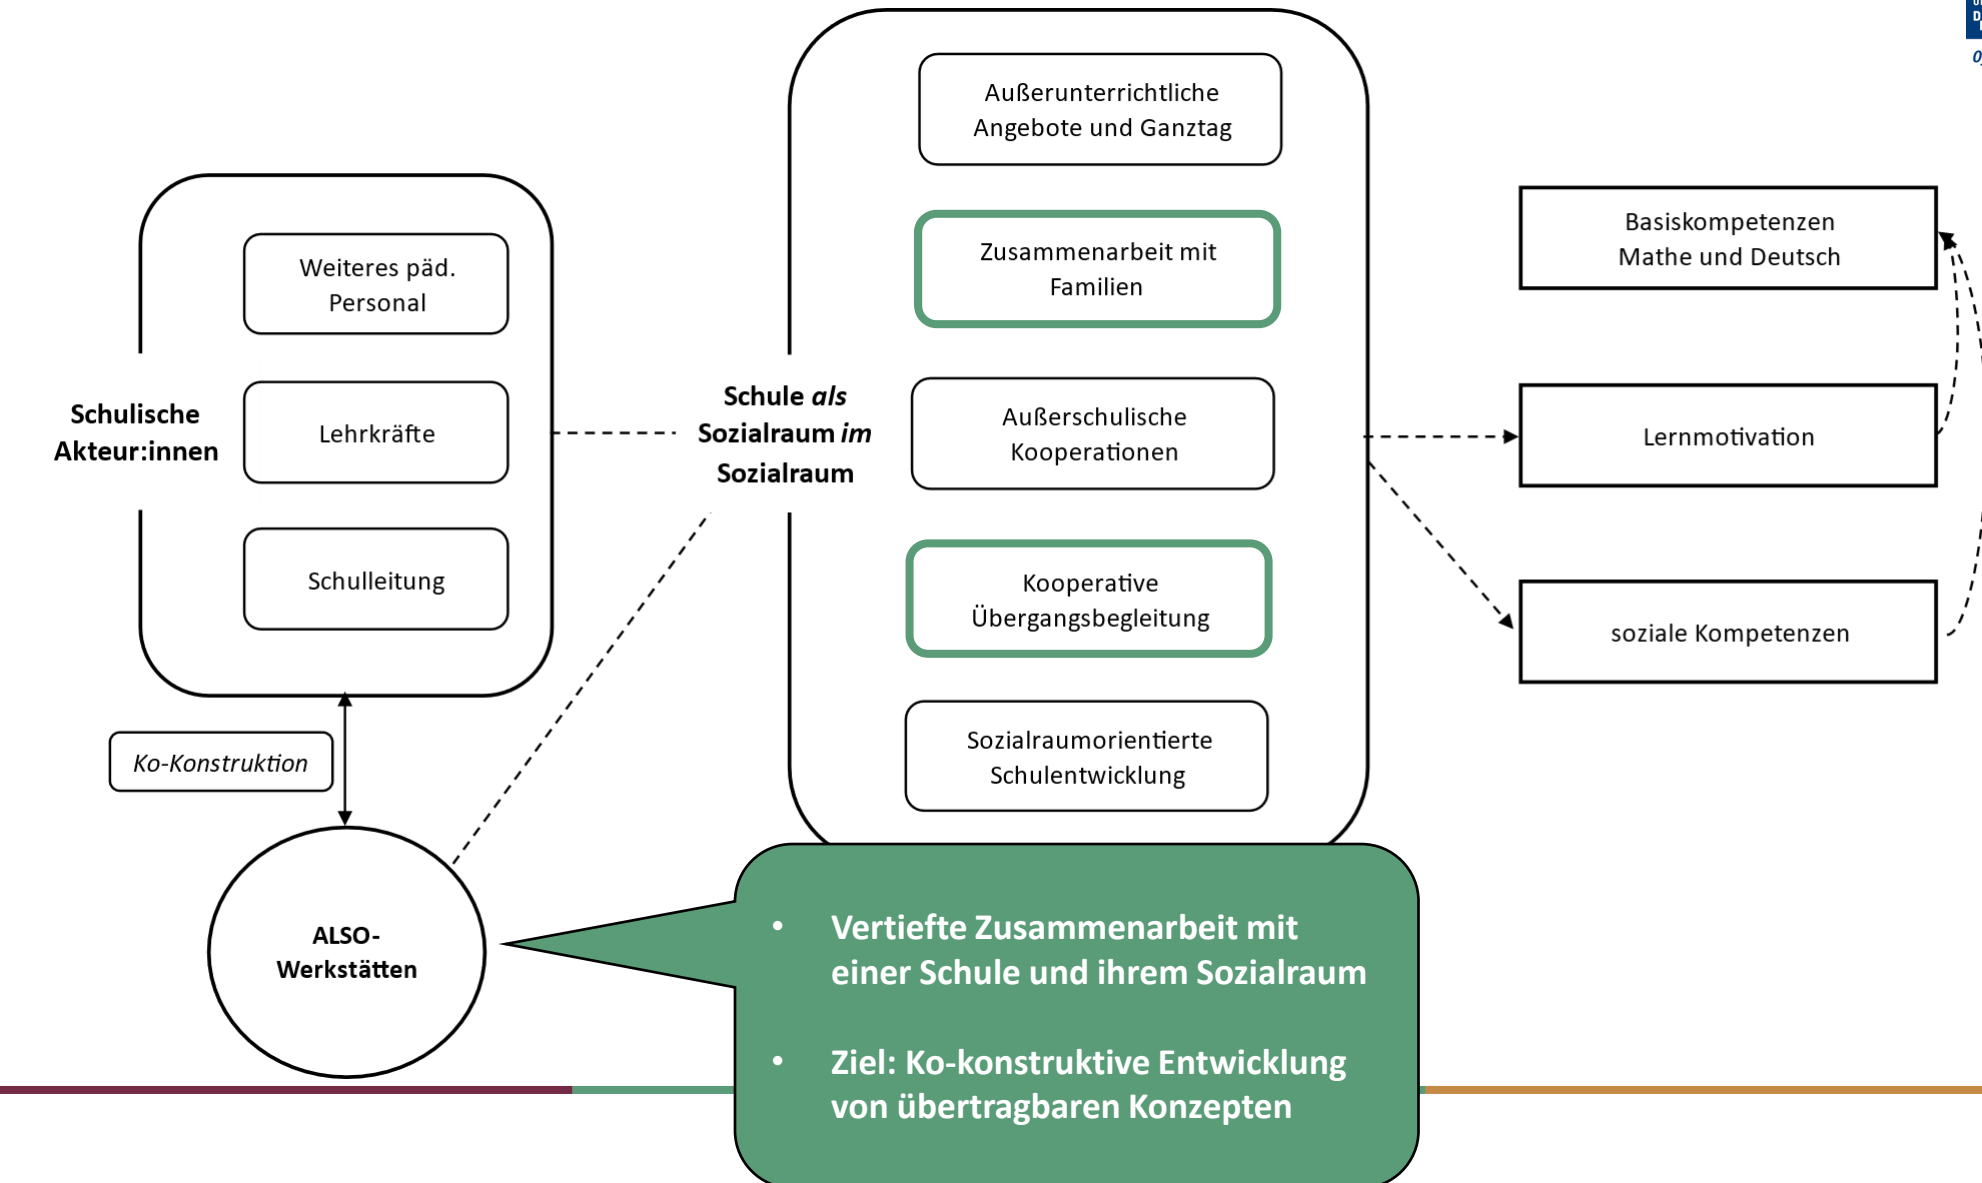 Außerunterrichtliche
Angebote und Ganztag
Weiteres päd.
Personal
Zusammenarbeit mit
Familien
Basiskompetenzen
Mathe und Deutsch
Schulische
Akteur:innen
Lehrkräfte
Schule als
Sozialraum im
Sozialraum
Außerschulische
Kooperationen
Lernmotivation
Schulleitung
Kooperative
Übergangsbegleitung
soziale Kompetenzen
Ko-Konstruktion
Sozialraumorientierte
Schulentwicklung
ALSO-
Werkstätten
• Vertiefte Zusammenarbeit mit
einer Schule und ihrem Sozialraum
• Ziel: Ko-konstruktive Entwicklung
von übertragbaren Konzepten